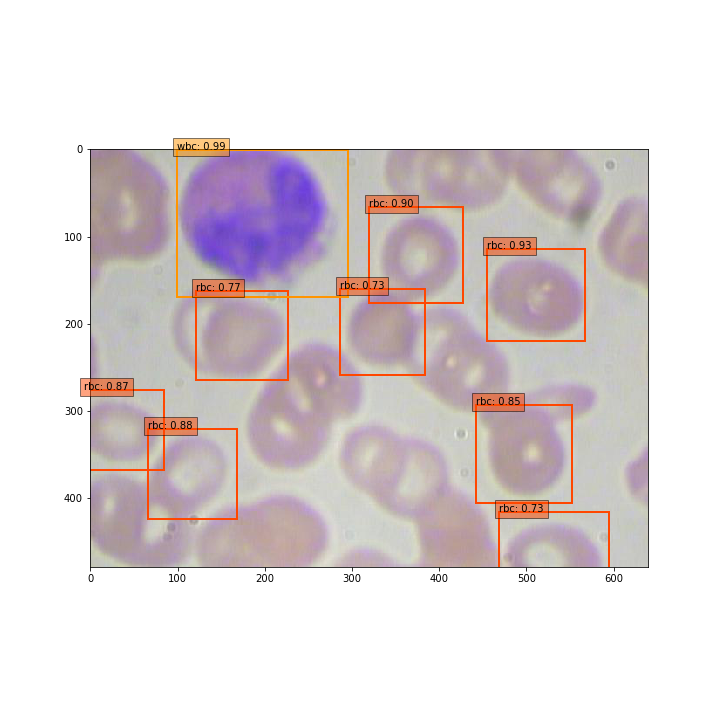 wbc: 0.99
0
rbc: 0.90
100
rbc: 0.93
rbc: 0.77
rbc: 0.73
200
rbc: 0.87
300
rbc: 0.88
rbc: 0.85
400
rbc: 0.73
0 100 200 300 400 500 600